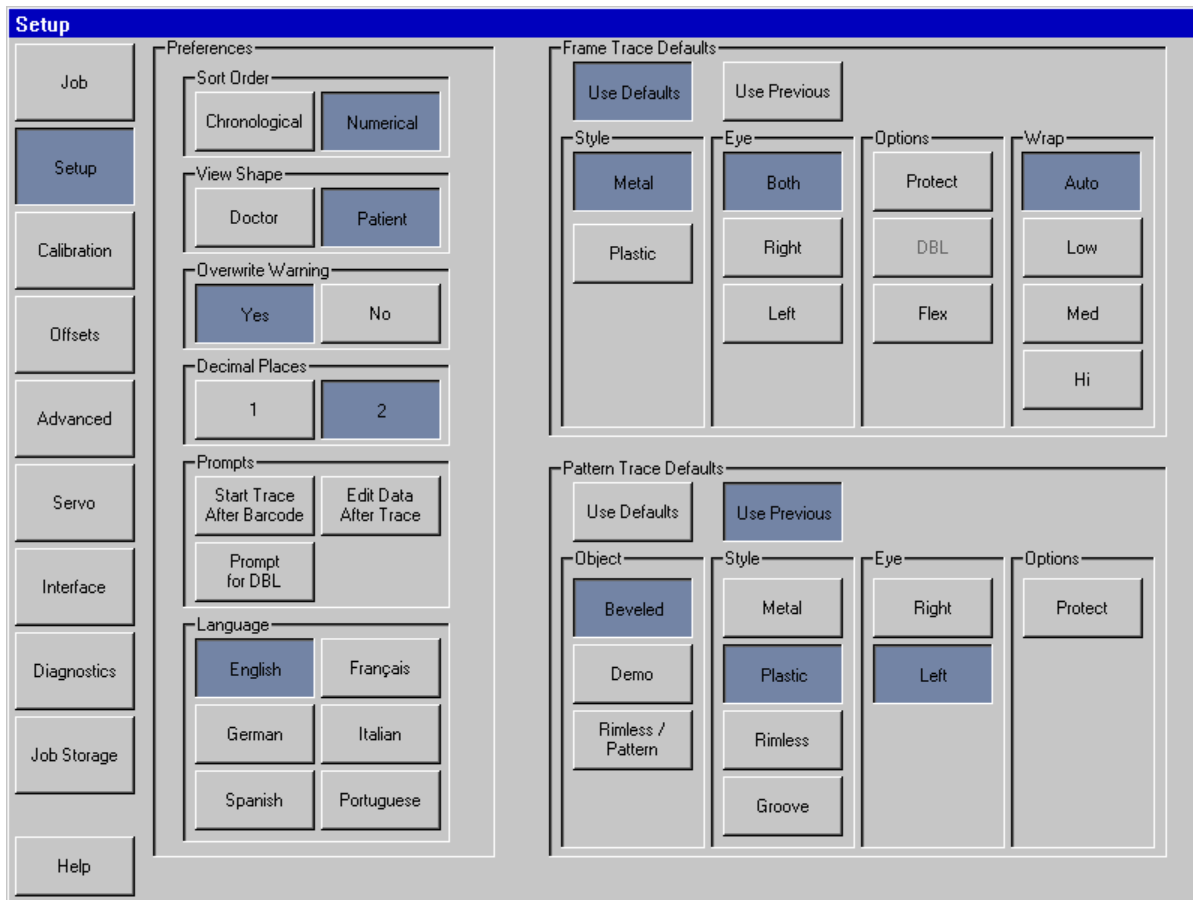 Setup
Job
Setup
Calibration
Offsets
Advanced
Servo
Interface
Diagnostics
Job Storage
Help
Preferences
Sort Order
Chronological
Numerical
View Shape
Doctor
Patient
Overwrite Warning
Yes
No
Decimal Places
1
2
Prompts
Start Trace
After Barcode
Edit Data
After Trace
Prompt
for DBL
Language
English
Français
German
Italian
Spanish
Portuguese
Frame Trace Defaults
Use Defaults
Use Previous
Style
Metal
Plastic
Eye
Both
Right
Left
Options
Protect
DBL
Flex
Wrap
Auto
Low
Med
Hi
Pattern Trace Defaults
Use Defaults
Use Previous
Object
Beveled
Demo
Rimless /
Pattern
Style
Metal
Plastic
Rimless
Groove
Eye
Right
Left
Options
Protect